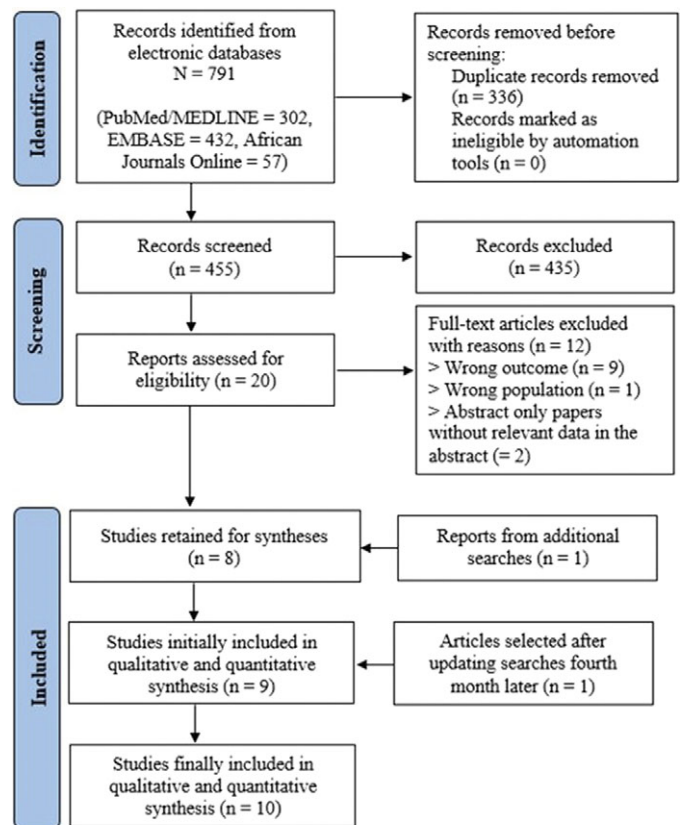 Identification
Records identified from
electronic databases
N = 791
(PubMed/MEDLINE = 302,
EMBASE = 432, African
Journals Online = 57)
Records removed before
screening:
Duplicate records removed
(n = 336)
Records marked as
ineligible by automation
tools (n = 0)
Screening
Records screened
(n = 455)
Records excluded
(n = 435)
Reports assessed for
eligibility (n = 20)
Full-text articles excluded
with reasons (n = 12)
> Wrong outcome (n = 9)
> Wrong population (n = 1)
> Abstract only papers
without relevant data in the
abstract (= 2)
Included
Studies retained for syntheses
(n = 8)
Reports from additional
searches (n = 1)
Studies initially included in
qualitative and quantitative
synthesis (n = 9)
Articles selected after
updating searches fourth
month later (n = 1)
Studies finally included in
qualitative and quantitative
synthesis (n = 10)